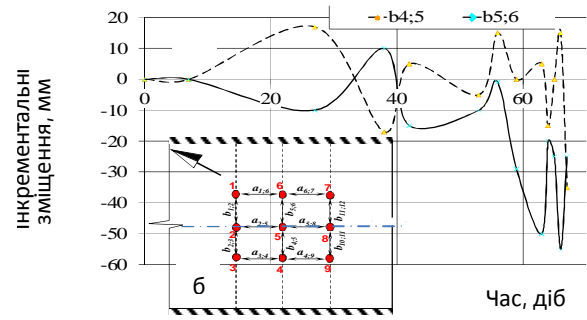 b4;5 b5;6
20
10
0
-10
-20
-30
-40
-50
-60
0 20 40 60
Інкрементальні
зміщення, мм
Час, діб
1 a1;6 6 a6;7 7
b1;2 b5;6 b11;12
2 a2-5 5 a5-8 8
b2;3 b4;5 b10;11
3 a3;4 4 a4-9 9
б